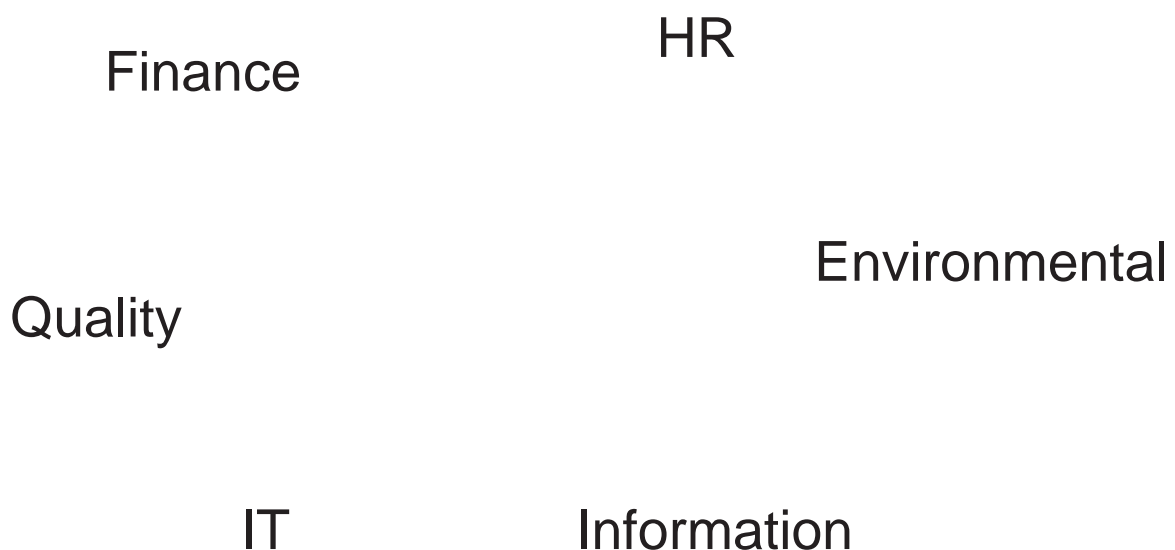 HR
Finance
Environmental
Quality
IT
Information